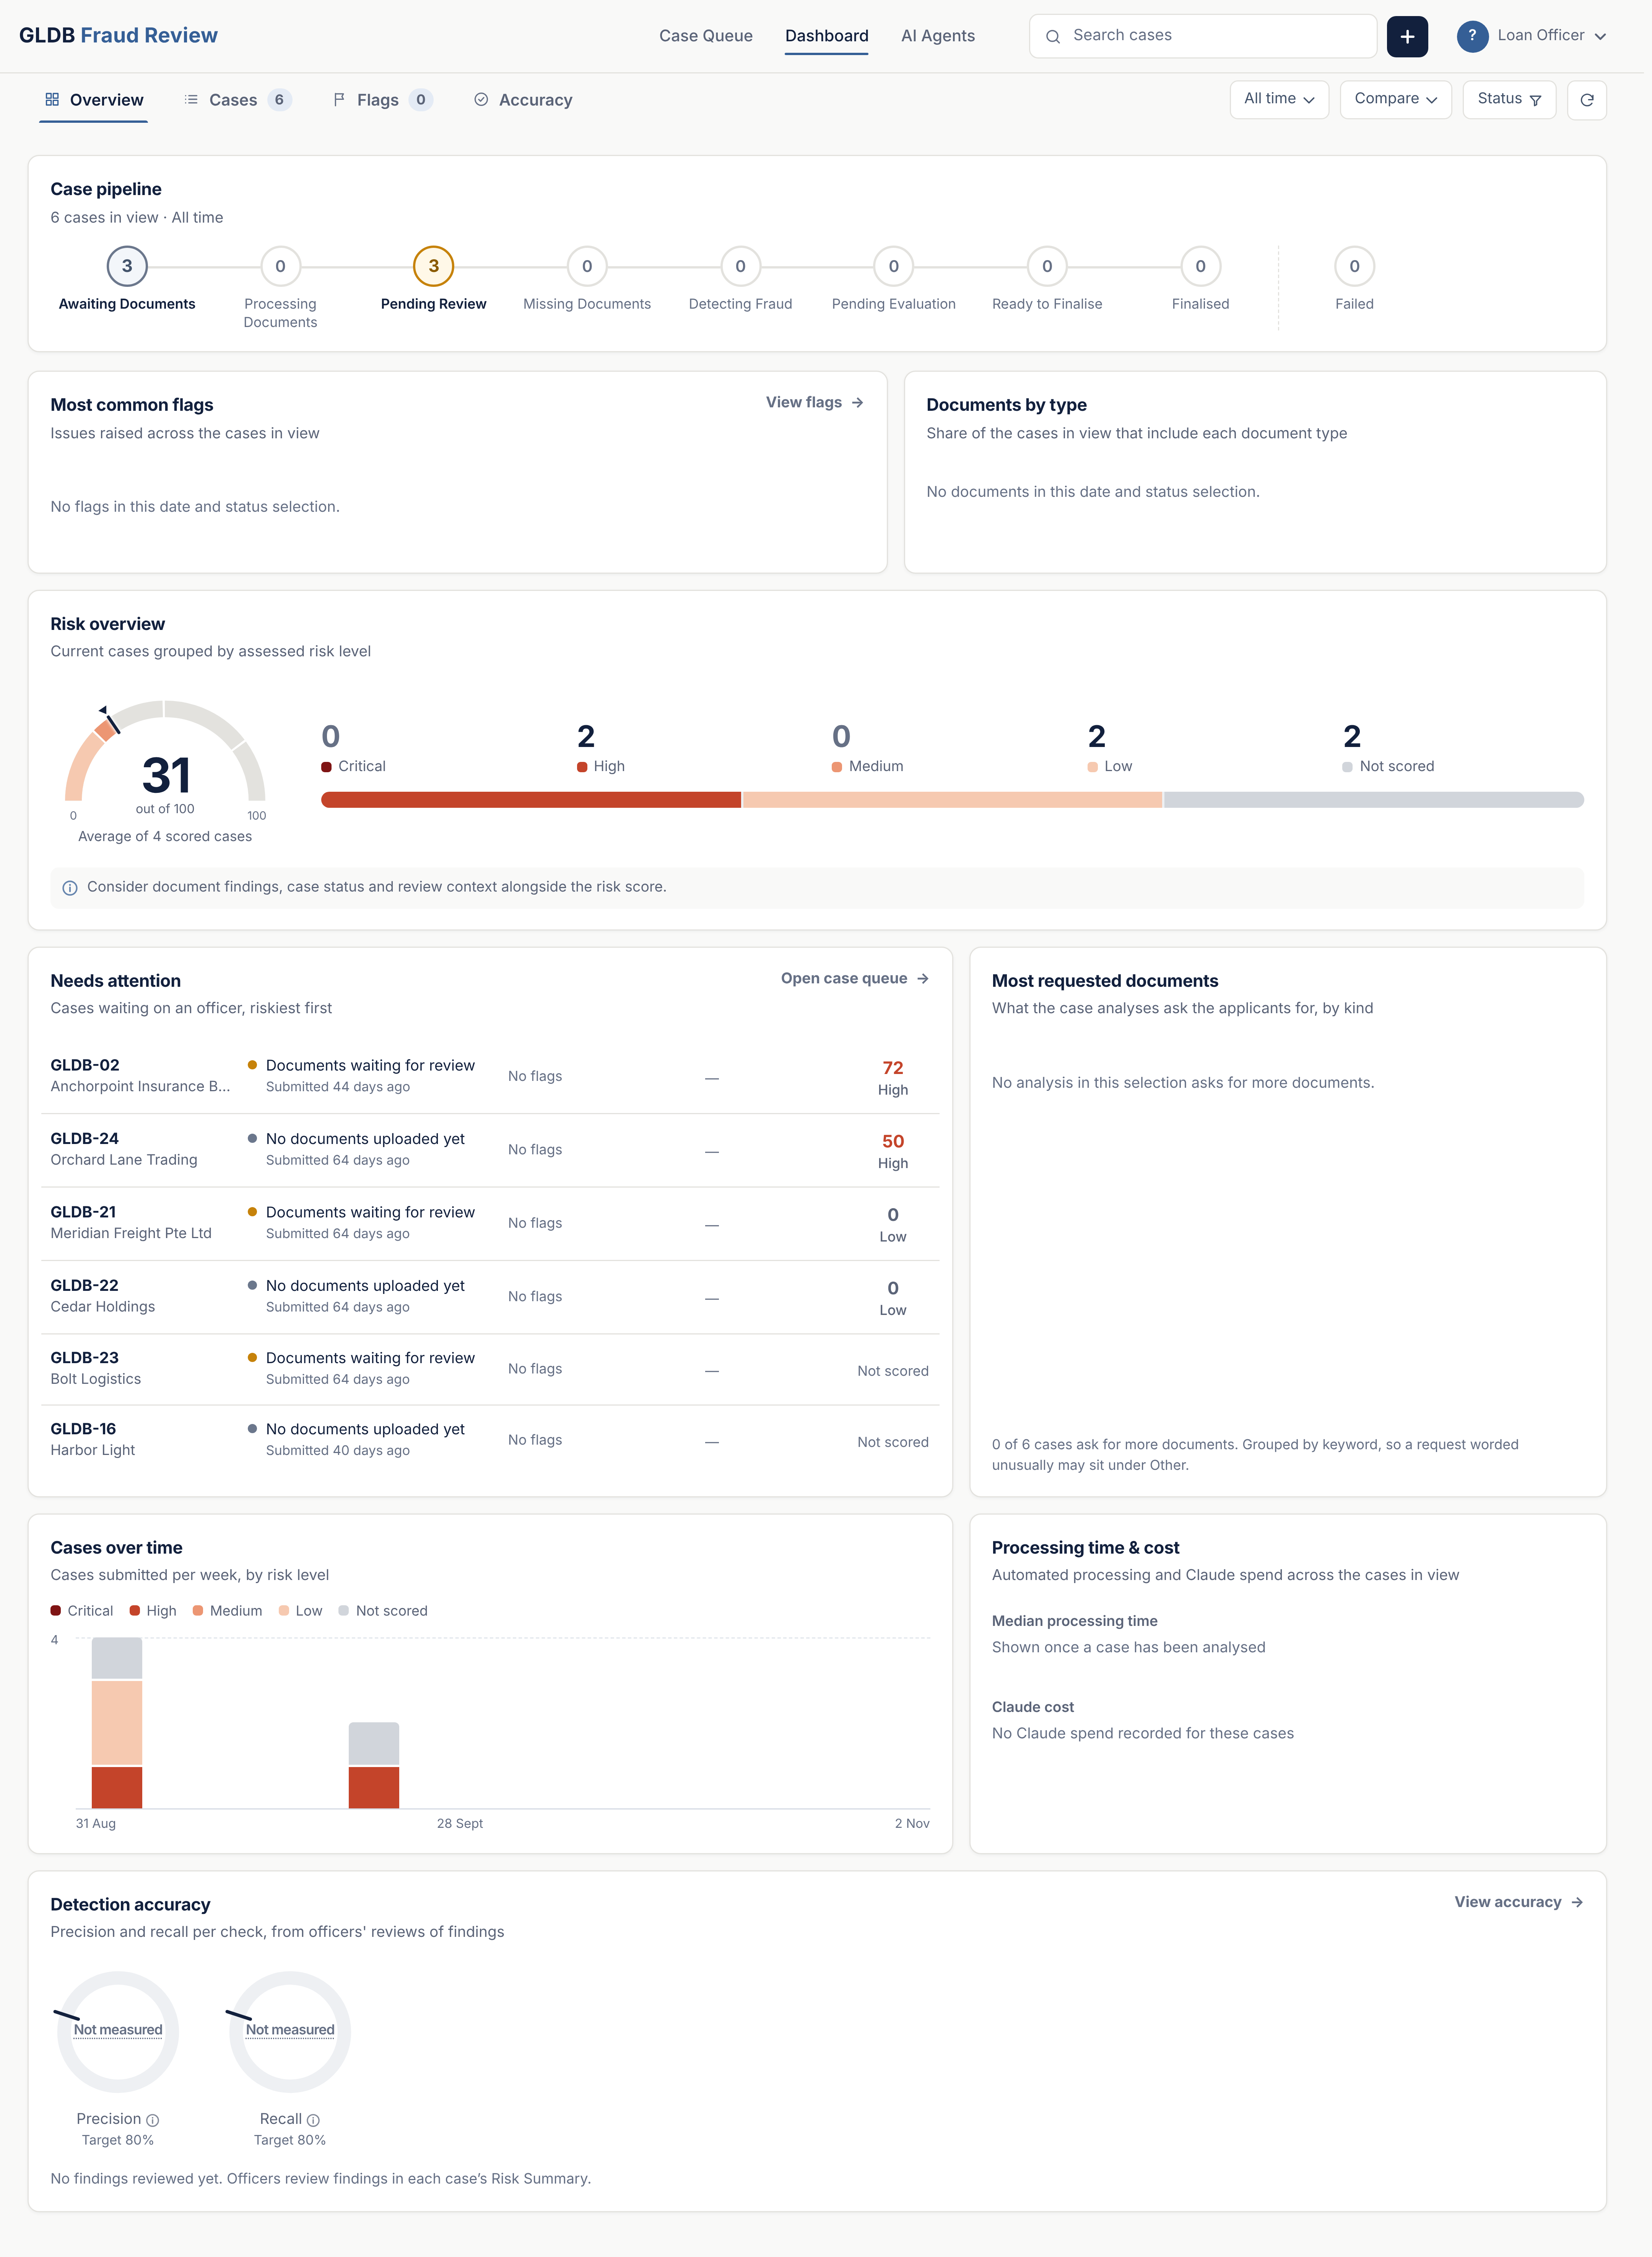 GLDB Fraud Review
Case Queue
Dashboard
AI Agents
Search cases
?
Loan Officer
Overview
Cases 6
Flags 0
Accuracy
All time
Compare
Status
Case pipeline
6 cases in view · All time
3
0
3
0
0
0
0
0
0
Awaiting Documents
Processing
Documents
Pending Review
Missing Documents
Detecting Fraud
Pending Evaluation
Ready to Finalise
Finalised
Failed
Most common flags
View flags →
Issues raised across the cases in view
No flags in this date and status selection.
Documents by type
Share of the cases in view that include each document type
No documents in this date and status selection.
Risk overview
Current cases grouped by assessed risk level
31
out of 100
0
100
Average of 4 scored cases
0
Critical
2
High
0
Medium
2
Low
2
Not scored
Consider document findings, case status and review context alongside the risk score.
Needs attention
Open case queue →
Cases waiting on an officer, riskiest first
GLDB-02
Anchorpoint Insurance B...
Documents waiting for review
Submitted 44 days ago
No flags
—
72
High
GLDB-24
Orchard Lane Trading
No documents uploaded yet
Submitted 64 days ago
No flags
—
50
High
GLDB-21
Meridian Freight Pte Ltd
Documents waiting for review
Submitted 64 days ago
No flags
—
0
Low
GLDB-22
Cedar Holdings
No documents uploaded yet
Submitted 64 days ago
No flags
—
0
Low
GLDB-23
Bolt Logistics
Documents waiting for review
Submitted 64 days ago
No flags
—
Not scored
GLDB-16
Harbor Light
No documents uploaded yet
Submitted 40 days ago
No flags
—
Not scored
Most requested documents
What the case analyses ask the applicants for, by kind
No analysis in this selection asks for more documents.
0 of 6 cases ask for more documents. Grouped by keyword, so a request worded
unusually may sit under Other.
Cases over time
Cases submitted per week, by risk level
Critical
High
Medium
Low
Not scored
4
31 Aug
28 Sept
2 Nov
Processing time & cost
Automated processing and Claude spend across the cases in view
Median processing time
Shown once a case has been analysed
Claude cost
No Claude spend recorded for these cases
Detection accuracy
View accuracy →
Precision and recall per check, from officers' reviews of findings
Not measured
Not measured
Precision
Target 80%
Recall
Target 80%
No findings reviewed yet. Officers review findings in each case’s Risk Summary.